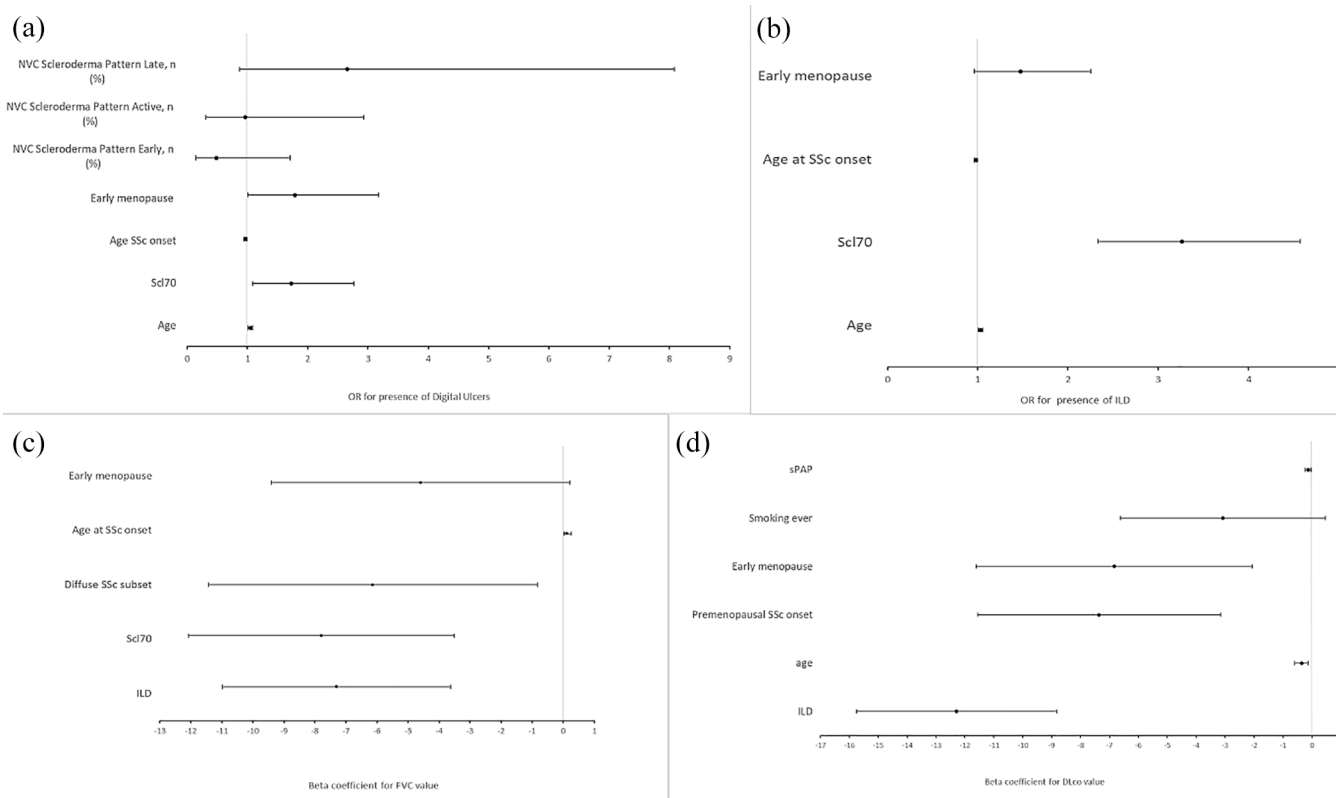 (a)
NVC Scleroderma Pattern Late, n
(%)
NVC Scleroderma Pattern Active, n
(%)
NVC Scleroderma Pattern Early, n
(%)
Early menopause
Age SSc onset
Scl70
Age
0 1 2 3 4 5 6 7 8 9
OR for presence of Digital Ulcers
(b)
Early menopause
Age at SSc onset
Scl70
Age
0 1 2 3 4
OR for presence of ILD
(c)
Early menopause
Age at SSc onset
Diffuse SSc subset
Scl70
ILD
-13 -12 -11 -10 -9 -8 -7 -6 -5 -4 -3 -2 -1 0 1
Beta coefficient for FVC value
(d)
sPAP
Smoking ever
Early menopause
Premenopausal SSc onset
age
ILD
-17 -16 -15 -14 -13 -12 -11 -10 -9 -8 -7 -6 -5 -4 -3 -2 -1 0
Beta coefficient for DLco value